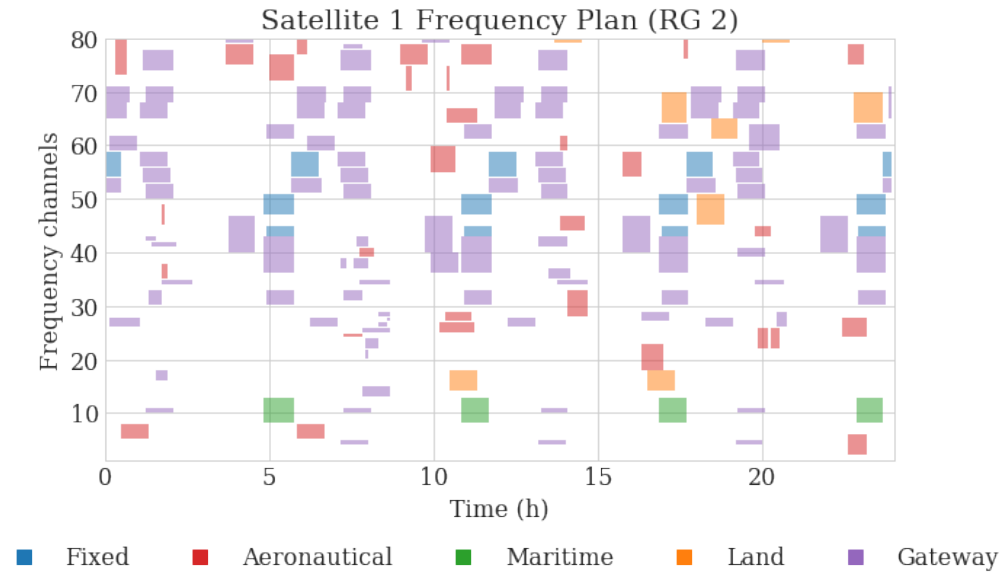 Satellite 1 Frequency Plan (RG 2)
80
70
60
50
40
30
20
10
Frequency channels
0 5 10 15 20
Time (h)
Fixed Aeronautical Maritime Land Gateway